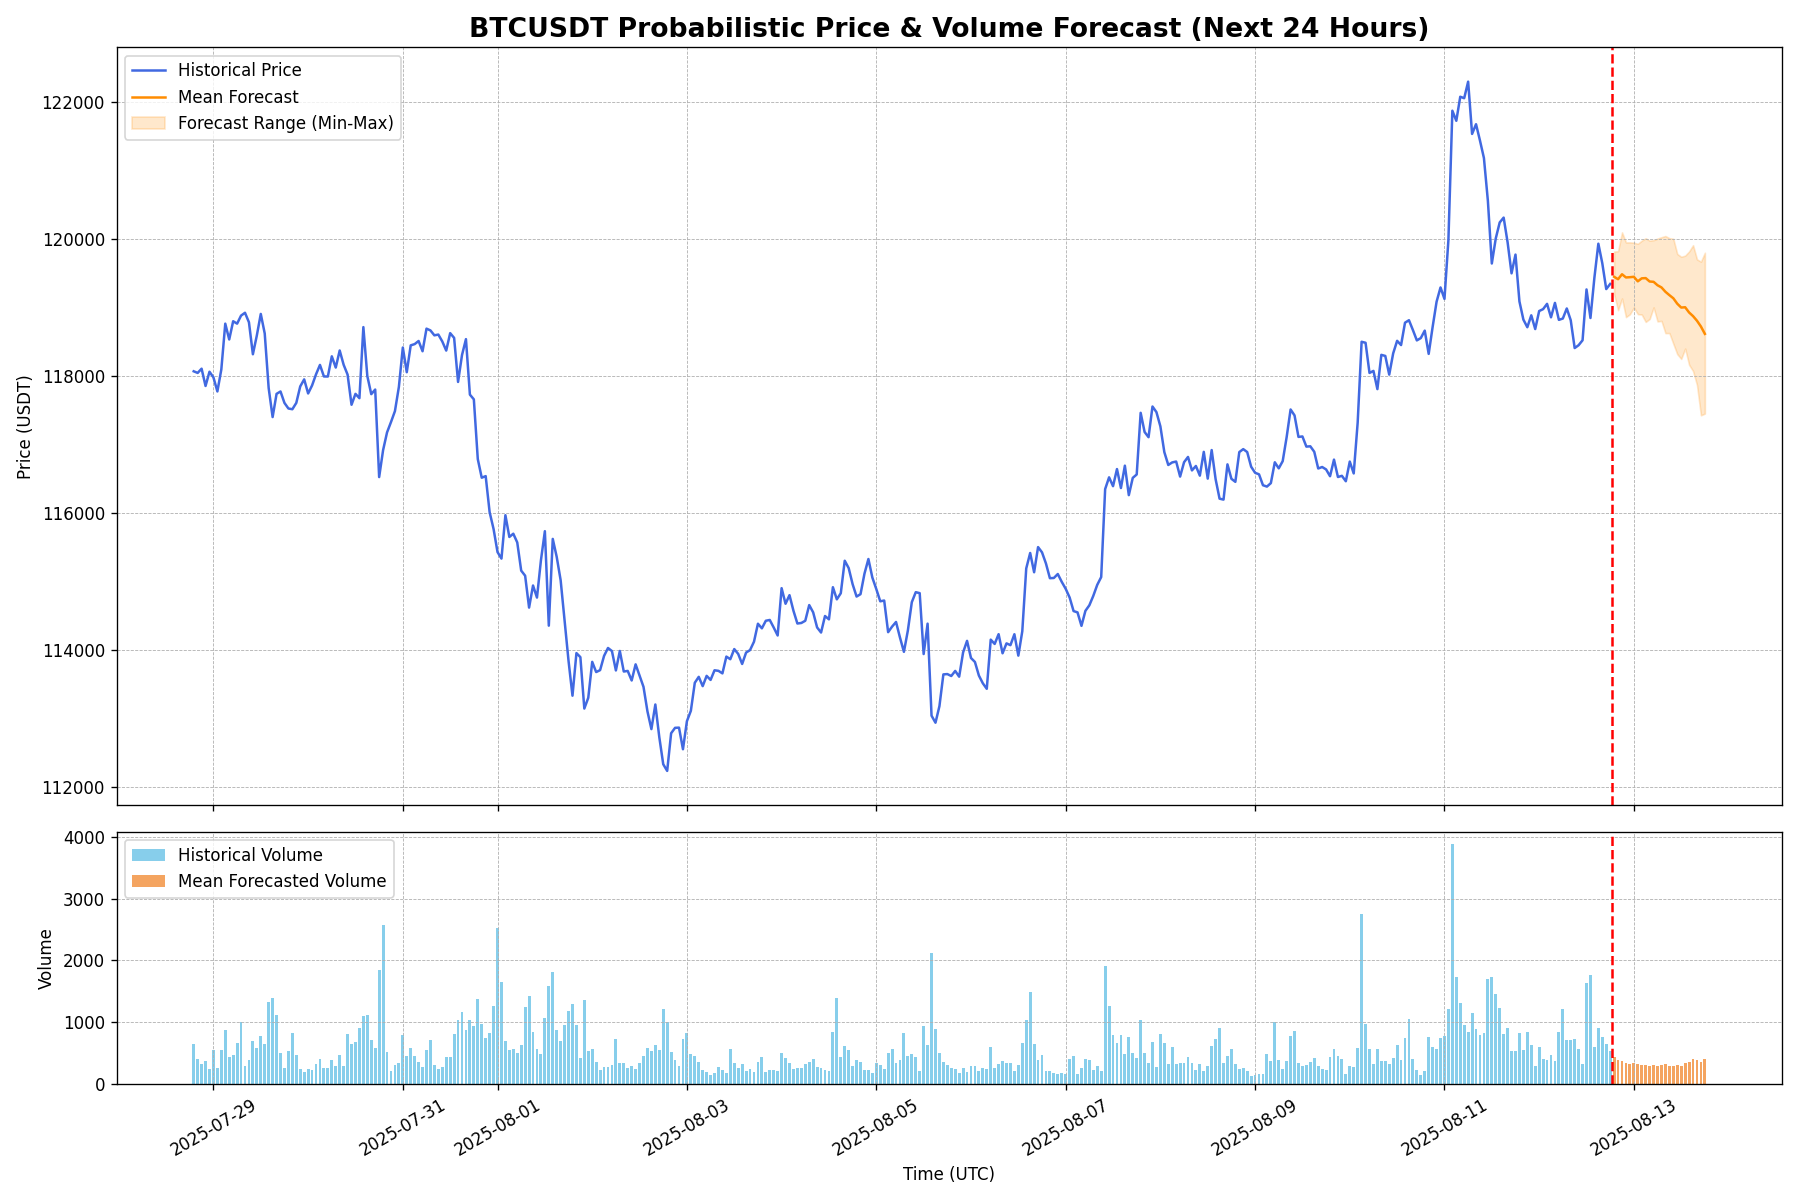 BTCUSDT Probabilistic Price & Volume Forecast (Next 24 Hours)
Historical Price
Mean Forecast
Forecast Range (Min-Max)
122000
120000
118000
116000
114000
112000
Price (USDT)
Historical Volume
Mean Forecasted Volume
4000
3000
2000
1000
0
Volume
2025-07-29
2025-07-31
2025-08-01
2025-08-03
2025-08-05
2025-08-07
2025-08-09
2025-08-11
2025-08-13
Time (UTC)